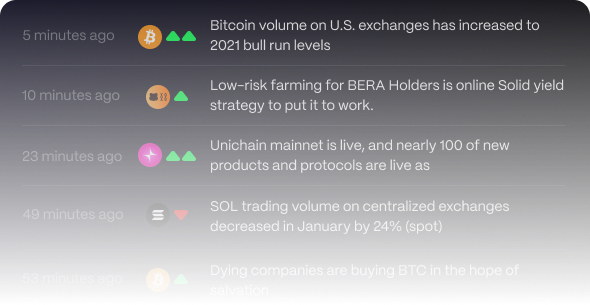 5 minutes ago
Bitcoin volume on U.S. exchanges has increased to
2021 bull run levels
10 minutes ago
Low-risk farming for BERA Holders is online Solid yield
strategy to put it to work.
23 minutes ago
Unichain mainnet is live, and nearly 100 of new
products and protocols are live as
49 minutes ago
SOL trading volume on centralized exchanges
decreased in January by 24% (spot)
59 minutes ago
Dying companies are buying BTC in the hope of
salvation